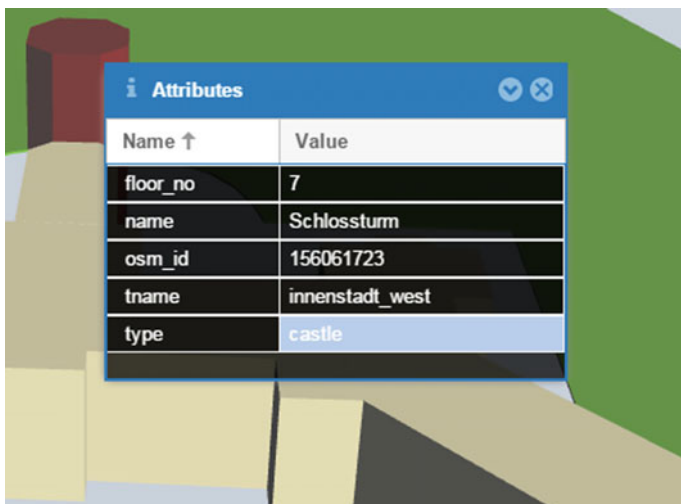 i Attributes
Name ↑ Value
floor_no 7
name Schlossturm
osm_id 156061723
tname innenstadt_west
type castle